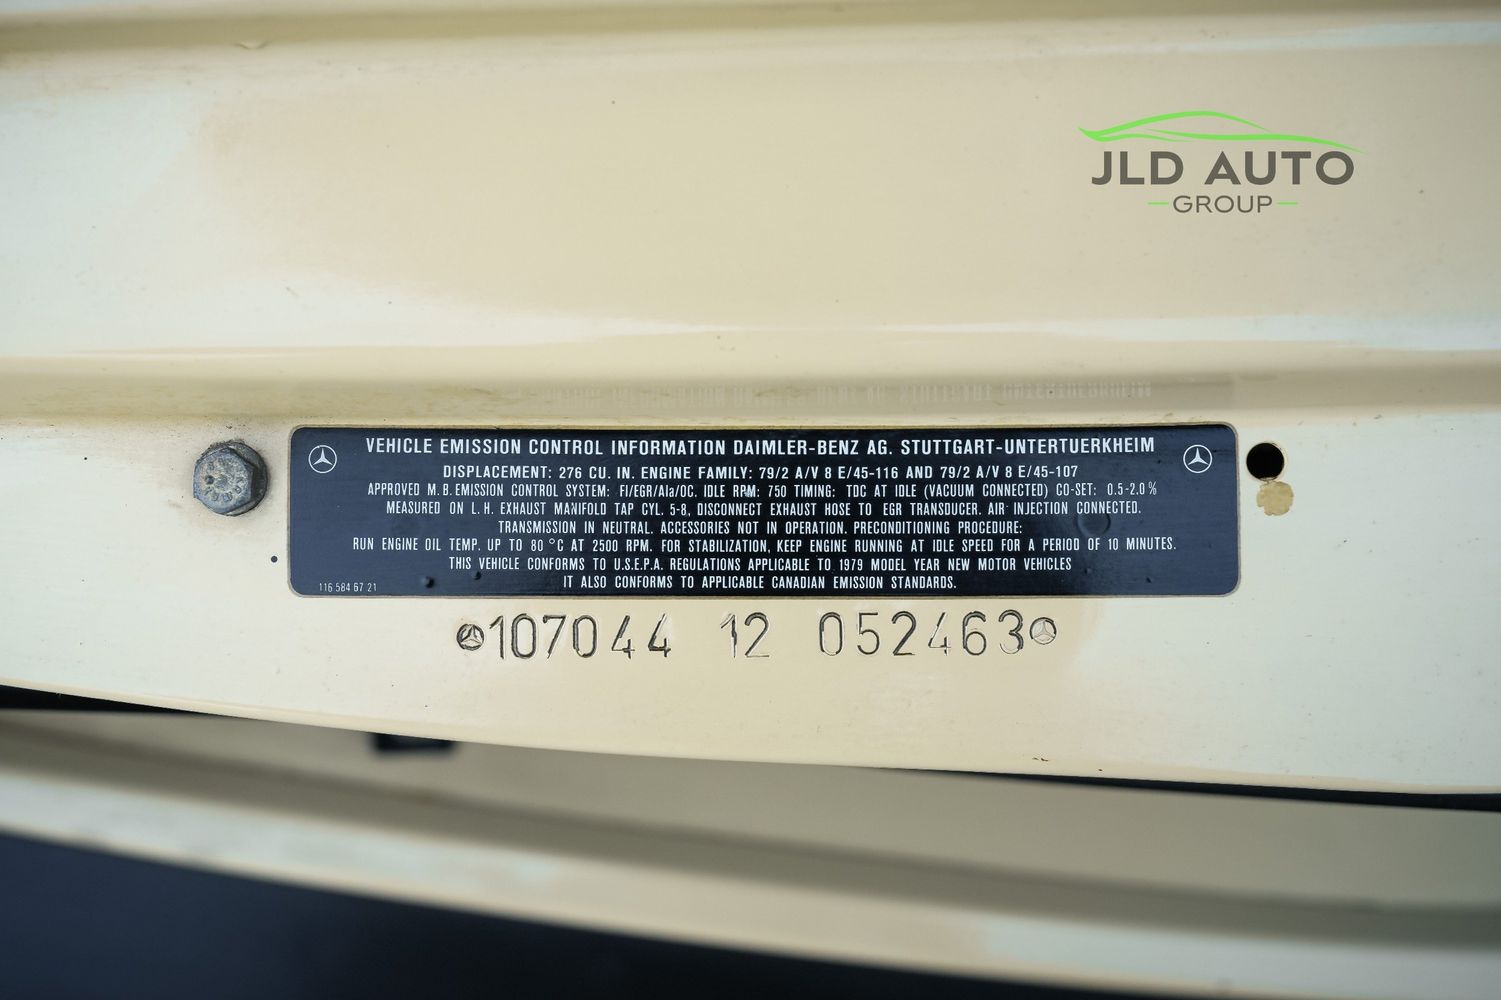 JLD AUTO
GROUP
VEHICLE EMISSION CONTROL INFORMATION DAIMLER-BENZ AG. STUTTGART-UNTERTUERKHEIM
DISPLACEMENT: 276 CU. IN. ENGINE FAMILY: 79/2 A/V 8 E/45-116 AND 79/2 A/V 8 E/45-107
APPROVED M.B. EMISSION CONTROL SYSTEM: FI/EGR/AIa/OC. IDLE RPM: 750 TIMING: TDC AT IDLE (VACUUM CONNECTED) CO-SET: 0.5-2.0%
MEASURED ON L.H. EXHAUST MANIFOLD TAP CYL. 5-8, DISCONNECT EXHAUST HOSE TO EGR TRANSDUCER. AIR INJECTION CONNECTED.
TRANSMISSION IN NEUTRAL. ACCESSORIES NOT IN OPERATION. PRECONDITIONING PROCEDURE:
RUN ENGINE OIL TEMP. UP TO 80 °C AT 2500 RPM. FOR STABILIZATION, KEEP ENGINE RUNNING AT IDLE SPEED FOR A PERIOD OF 10 MINUTES.
THIS VEHICLE CONFORMS TO U.S.E.P.A. REGULATIONS APPLICABLE TO 1979 MODEL YEAR NEW MOTOR VEHICLES
IT ALSO CONFORMS TO APPLICABLE CANADIAN EMISSION STANDARDS.
116 584 67 21
107044 12 052463